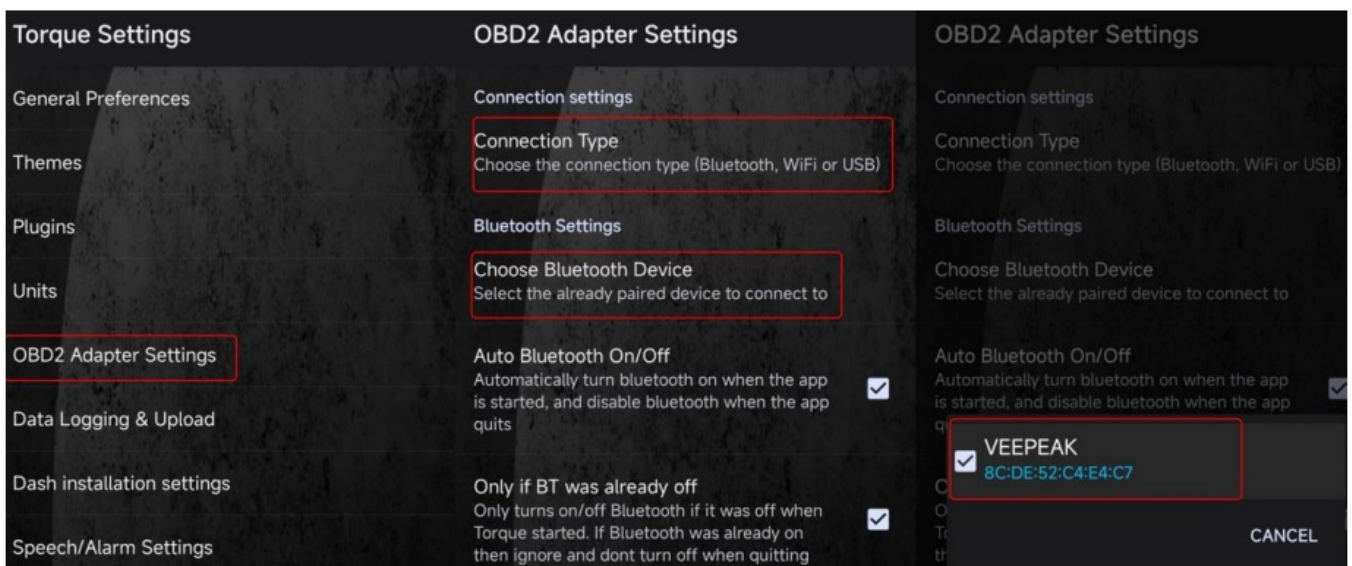 Torque Settings
General Preferences
Themes
Plugins
Units
OBD2 Adapter Settings
Data Logging & Upload
Dash installation settings
Speech/Alarm Settings
OBD2 Adapter Settings
Connection settings
Connection Type
Choose the connection type (Bluetooth, WiFi or USB)
Bluetooth Settings
Choose Bluetooth Device
Select the already paired device to connect to
Auto Bluetooth On/Off
Automatically turn bluetooth on when the app
is started, and disable bluetooth when the app
quits
Only if BT was already off
Only turns on/off Bluetooth if it was off when
Torque started. If Bluetooth was already on
then ignore and dont turn off when quitting
OBD2 Adapter Settings
Connection settings
Connection Type
Choose the connection type (Bluetooth, WiFi or USB)
Bluetooth Settings
Choose Bluetooth Device
Select the already paired device to connect to
Auto Bluetooth On/Off
Automatically turn bluetooth on when the app
is started, and disable bluetooth when the app
VEEPEAK
8C:DE:52:C4:E4:C7
CANCEL